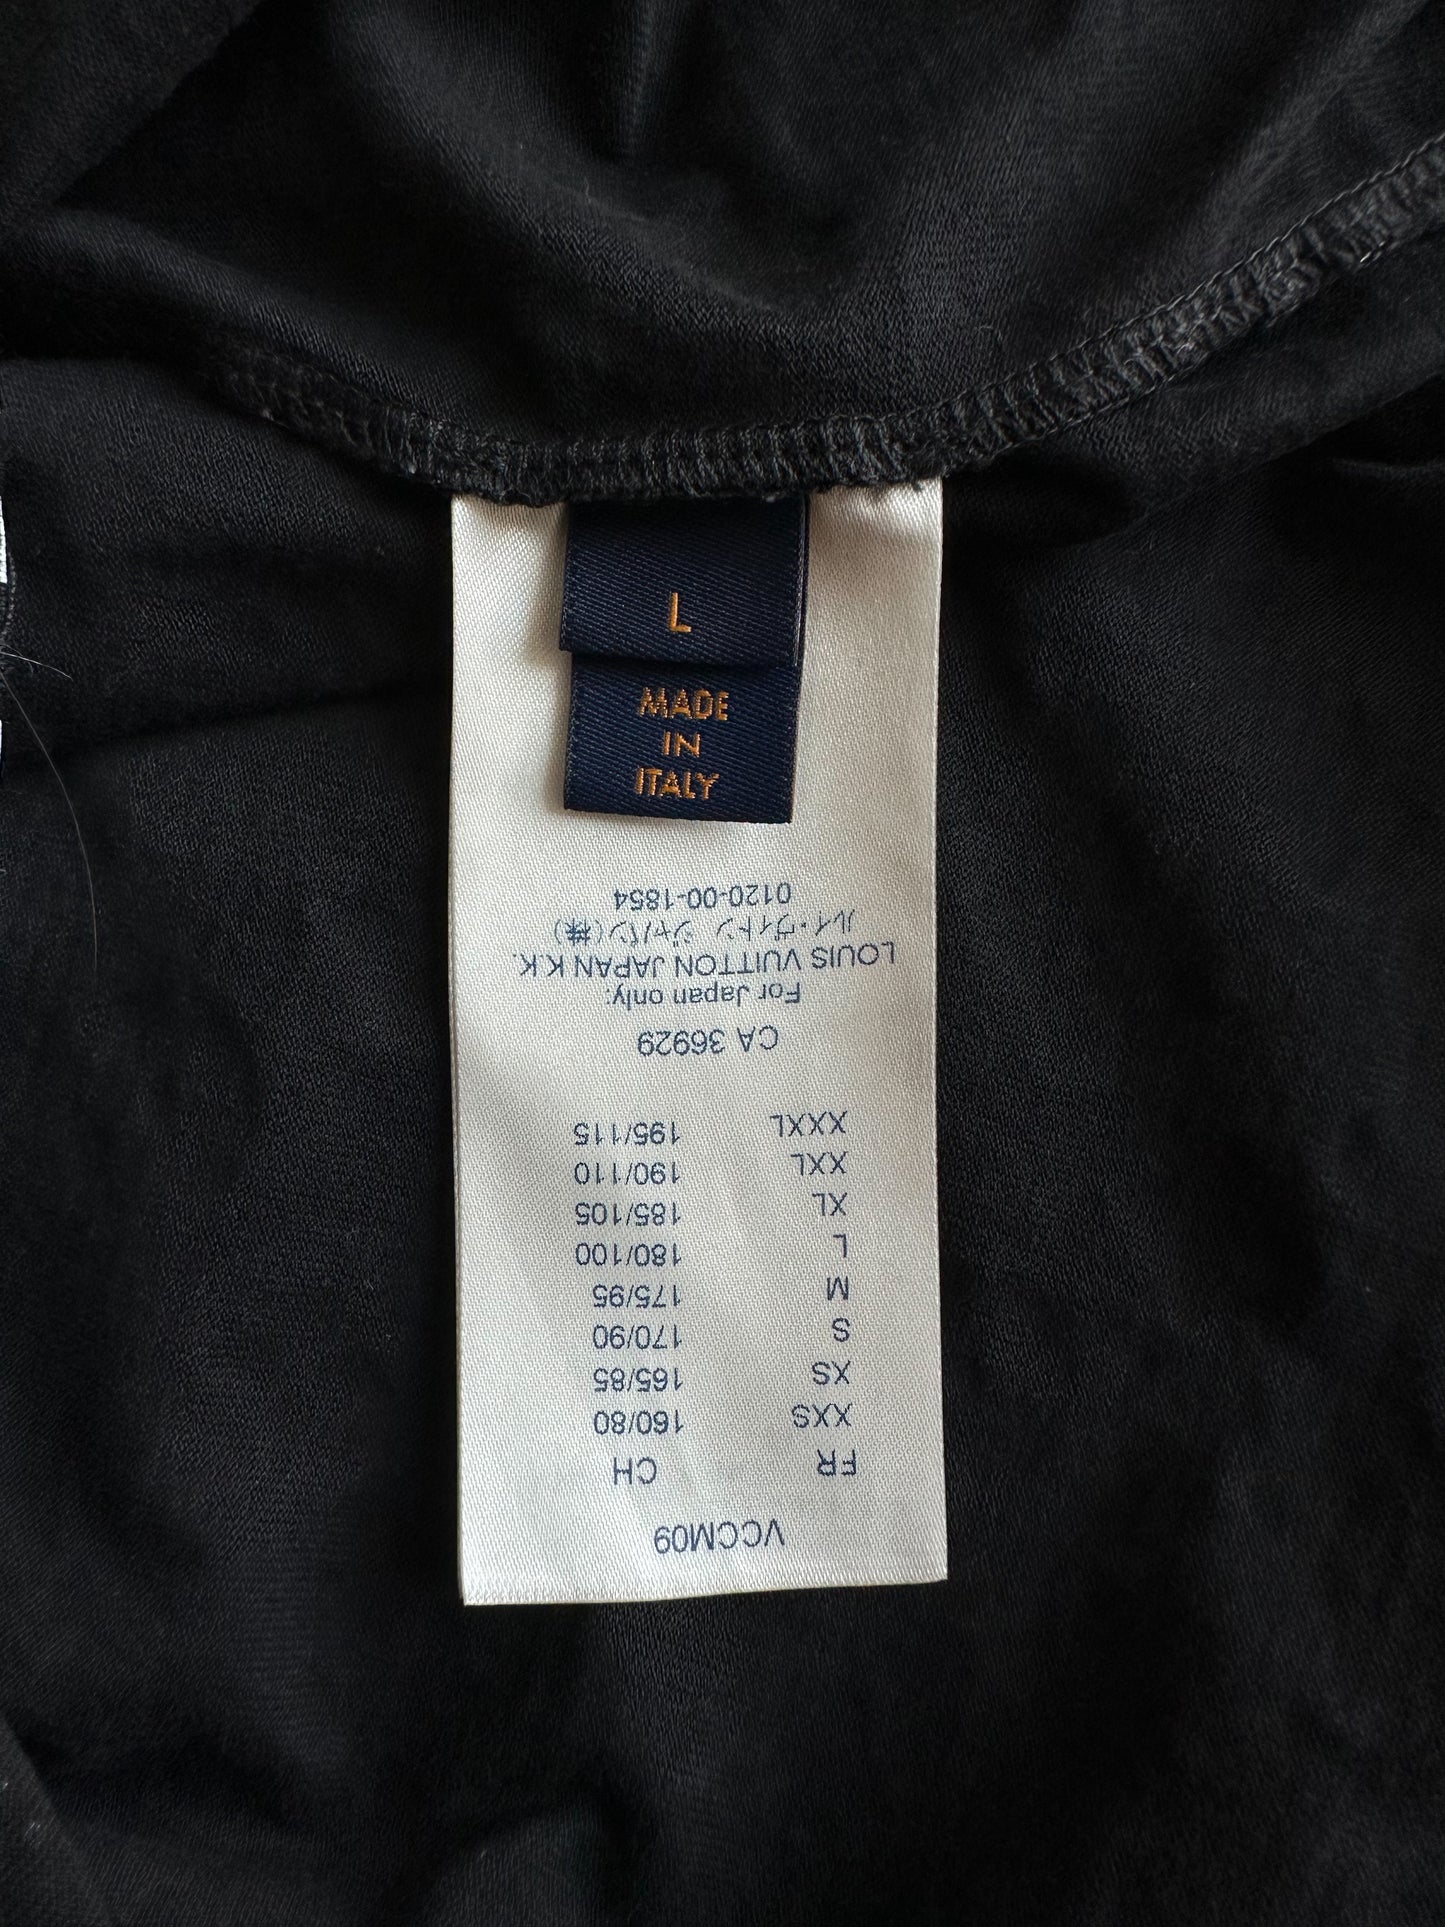 L
MADE
IN
ITALY
VCCM09
FR CH
XXS 160/80
XS 165/85
S 170/90
M 175/95
L 180/100
XL 185/105
XXL 190/110
XXXL 195/115
CA 36929
For Japan only:
LOUIS VUITTON JAPAN K.K.
ルイ・ヴィトン ジャパン(株)
0120-00-1854